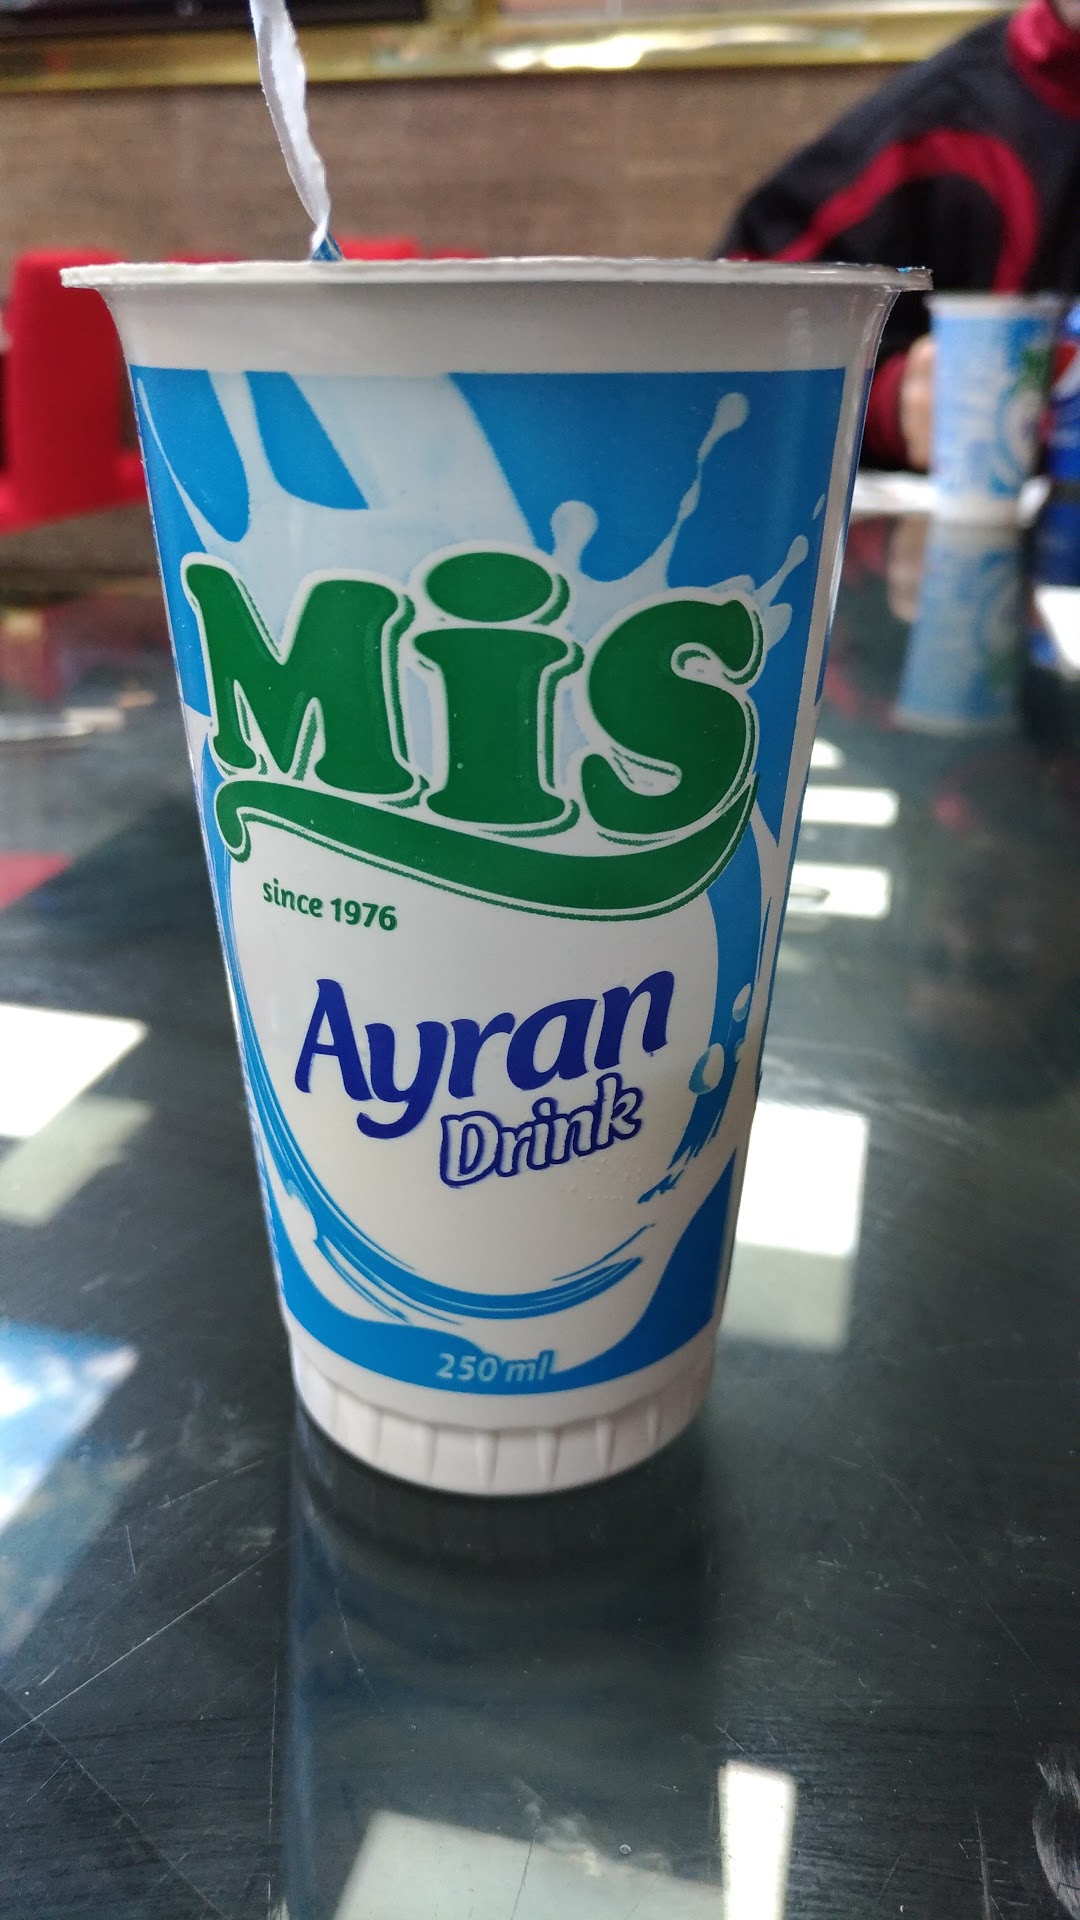 Mis
since 1976
Ayran
Drink
250 ml